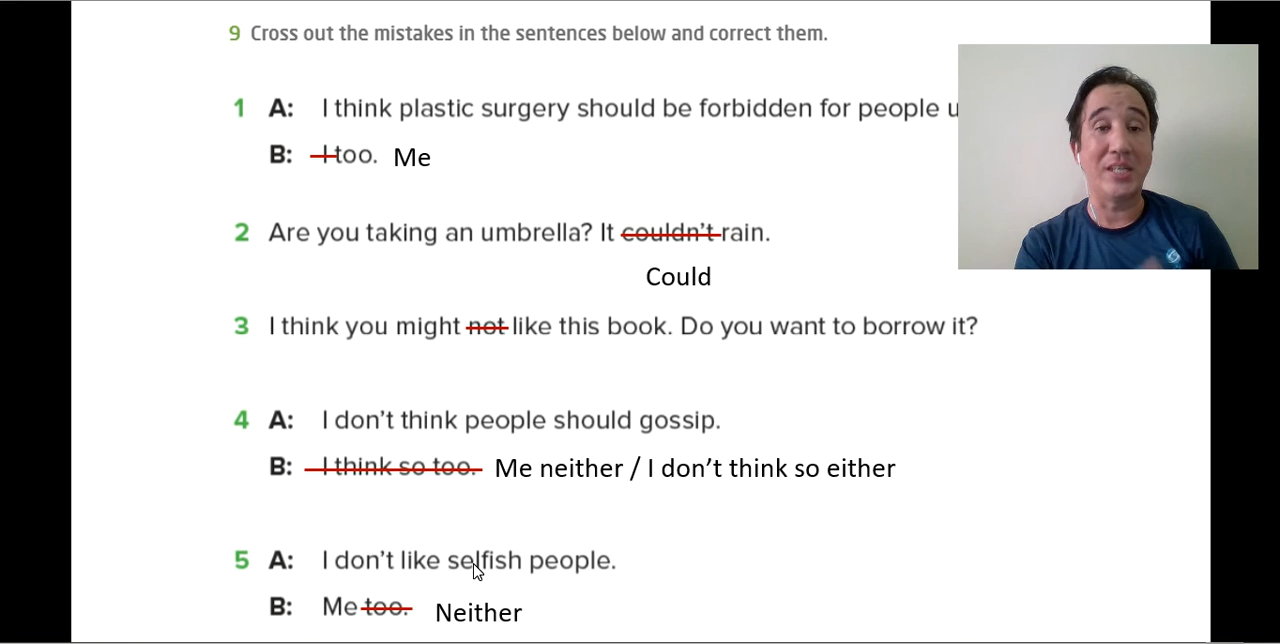 9 Cross out the mistakes in the sentences below and correct them.
1 A: I think plastic surgery should be forbidden for people
B: I too. Me
2 Are you taking an umbrella? It couldn't rain.
Could
3 I think you might not like this book. Do you want to borrow it?
4 A: I don't think people should gossip.
B: I think so too. Me neither / I don't think so either
5 A: I don't like selfish people.
B: Me too. Neither